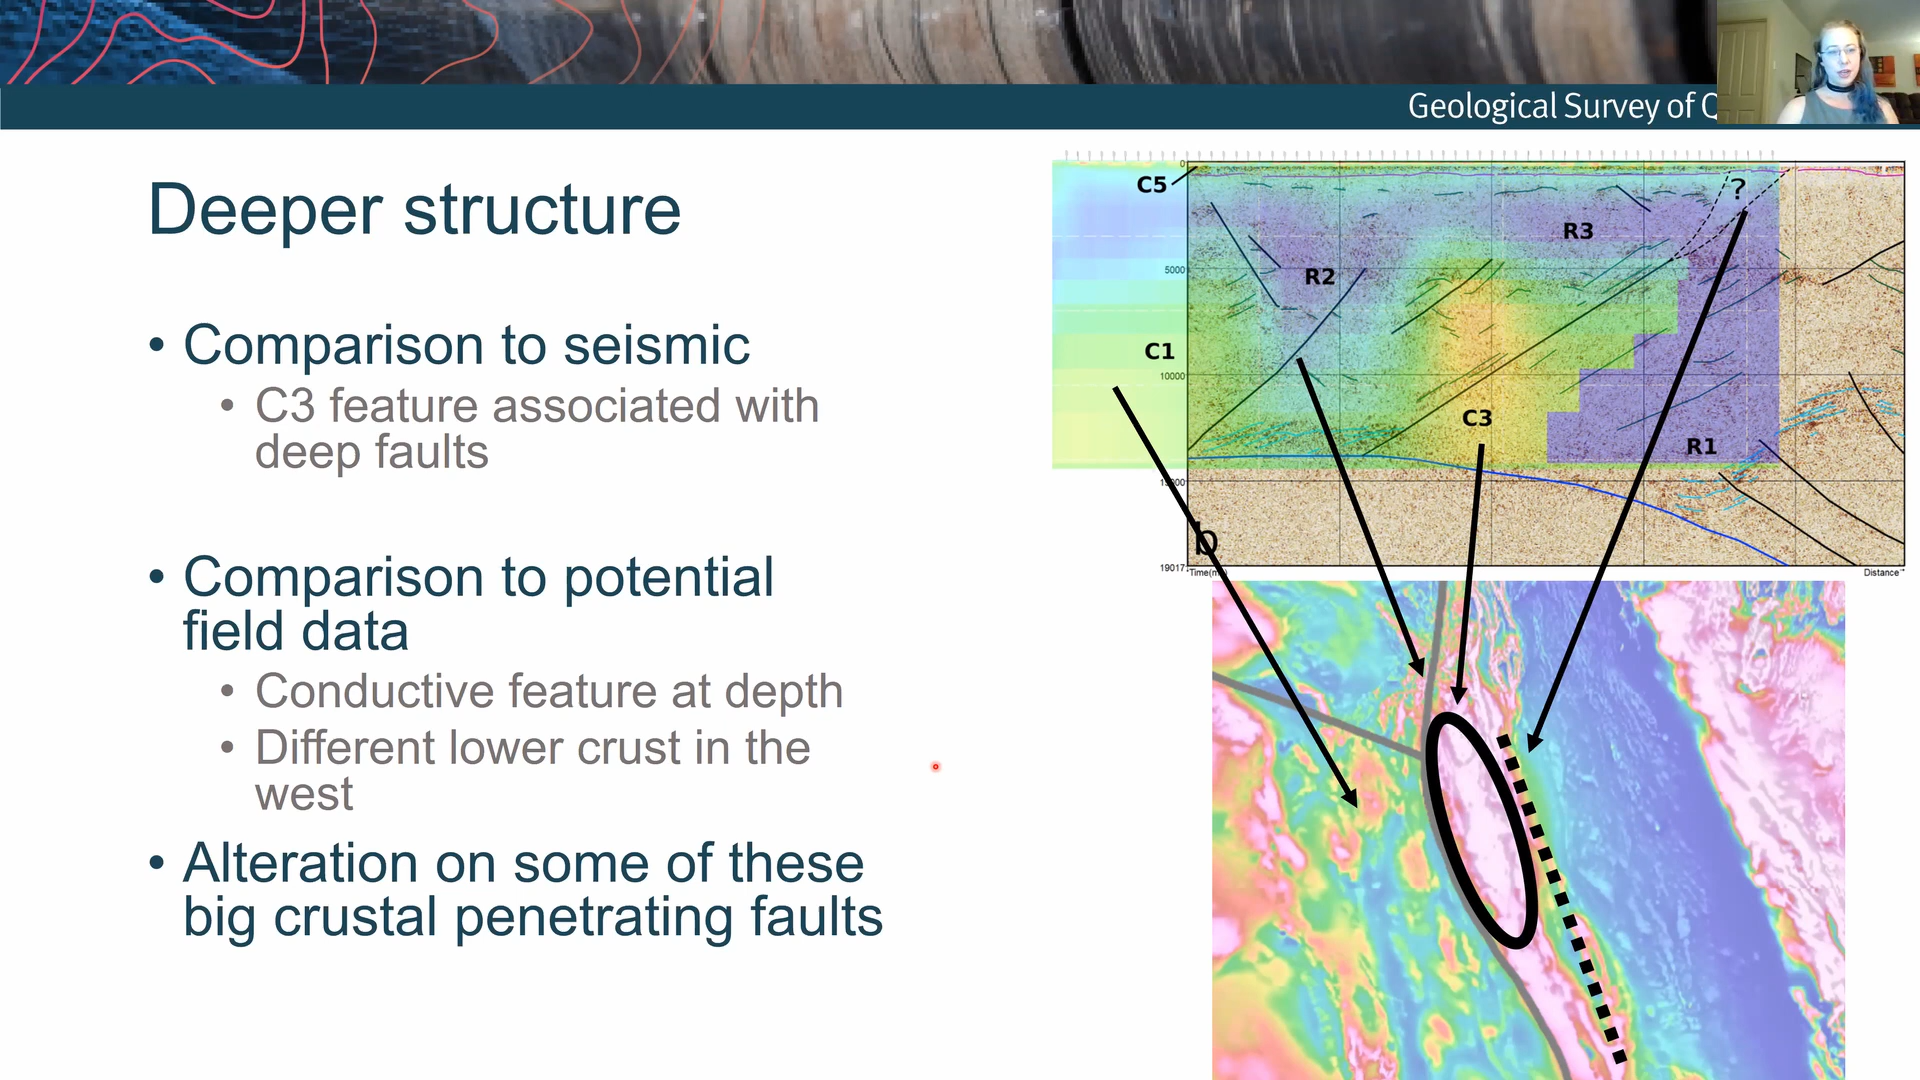 Geological Survey of Q
Deeper structure
• Comparison to seismic
• C3 feature associated with
deep faults
• Comparison to potential
field data
• Conductive feature at depth
• Different lower crust in the
west
• Alteration on some of these
big crustal penetrating faults
0
C5
?
R3
5000
R2
C1
10000
C3
R1
b
19017
Distance